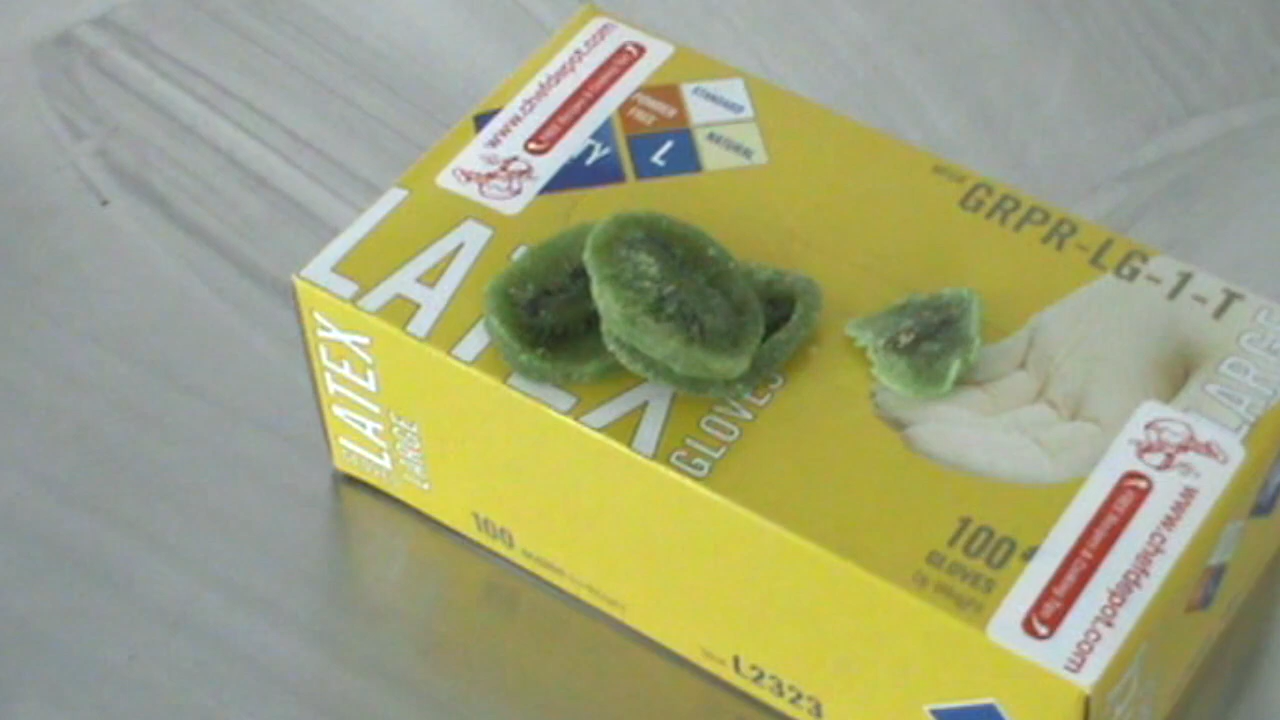 www.chefdepot.com
POWDER FREE
STANDARD
L
NATURAL
GRPR-LG-1-T
LATEX
GLOVES
LARGE
LATEX
LARGE
100
GLOVES
www.chefdepot.com
100
L2323